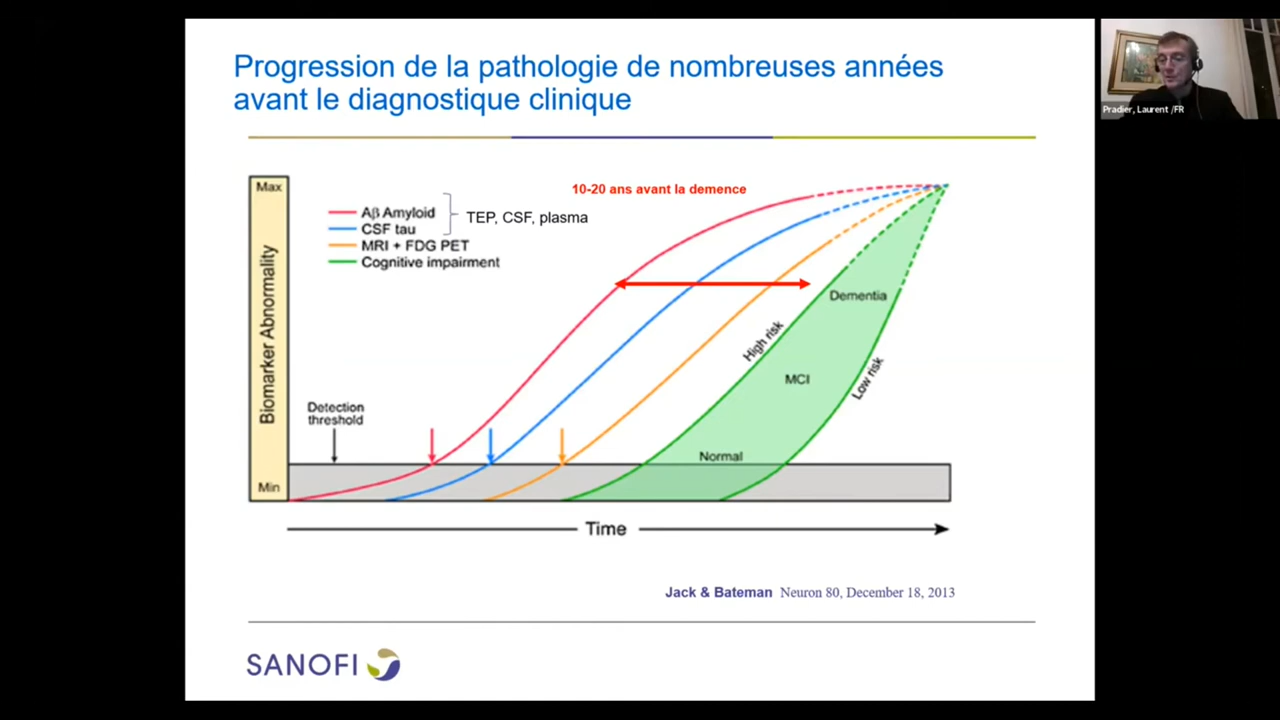 Progression de la pathologie de nombreuses années
avant le diagnostique clinique
Pradier, Laurent /FR
Max
10-20 ans avant la demence
Aβ Amyloid
CSF tau
TEP, CSF, plasma
MRI + FDG PET
Cognitive impairment
Biomarker Abnormality
Dementia
High risk
MCI
Low risk
Detection
threshold
Normal
Min
Time
Jack & Bateman Neuron 80, December 18, 2013
SANOFI